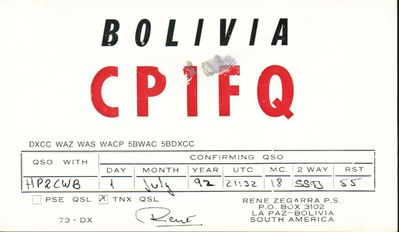 BOLIVIA
CP1FQ
DXCC WAZ WAS WACP 5BWAC 5BDXCC
QSO WITH CONFIRMING QSO
DAY MONTH YEAR UTC MC. 2 WAY RST
HP2CWB 1 July 92 21:32 18 SSB 55
PSE QSL TNX QSL RENE ZEGARRA P.S.
P.O. BOX 3102
LA PAZ-BOLIVIA
73 - DX René SOUTH AMERICA